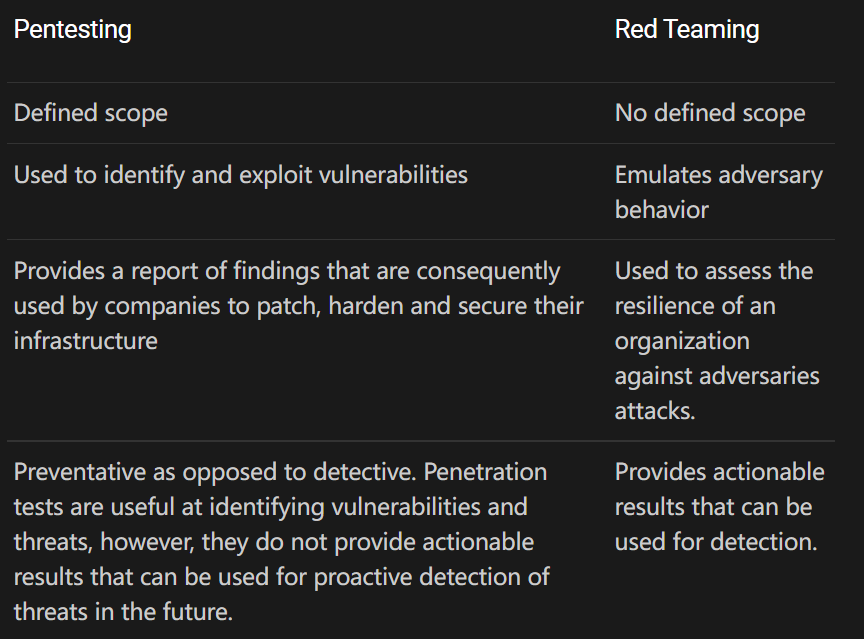 Pentesting
Red Teaming
Defined scope
No defined scope
Used to identify and exploit vulnerabilities
Emulates adversary
behavior
Provides a report of findings that are consequently
used by companies to patch, harden and secure their
infrastructure
Used to assess the
resilience of an
organization
against adversaries
attacks.
Preventative as opposed to detective. Penetration
tests are useful at identifying vulnerabilities and
threats, however, they do not provide actionable
results that can be used for proactive detection of
threats in the future.
Provides actionable
results that can be
used for detection.